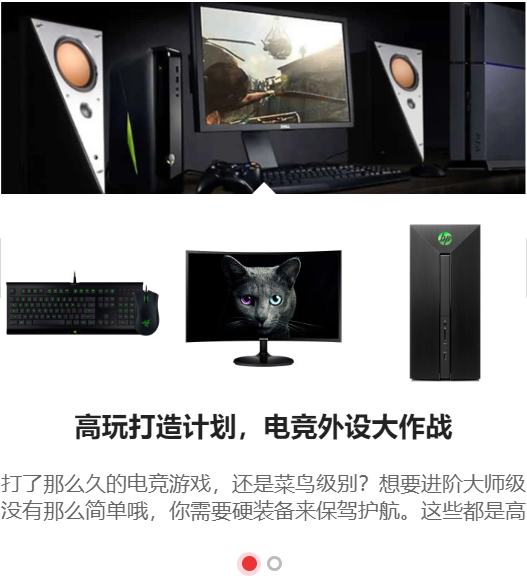 DELL
hp
高玩打造计划，电竞外设大作战
打了那么久的电竞游戏，还是菜鸟级别？想要进阶大师级
没有那么简单哦，你需要硬装备来保驾护航。这些都是高